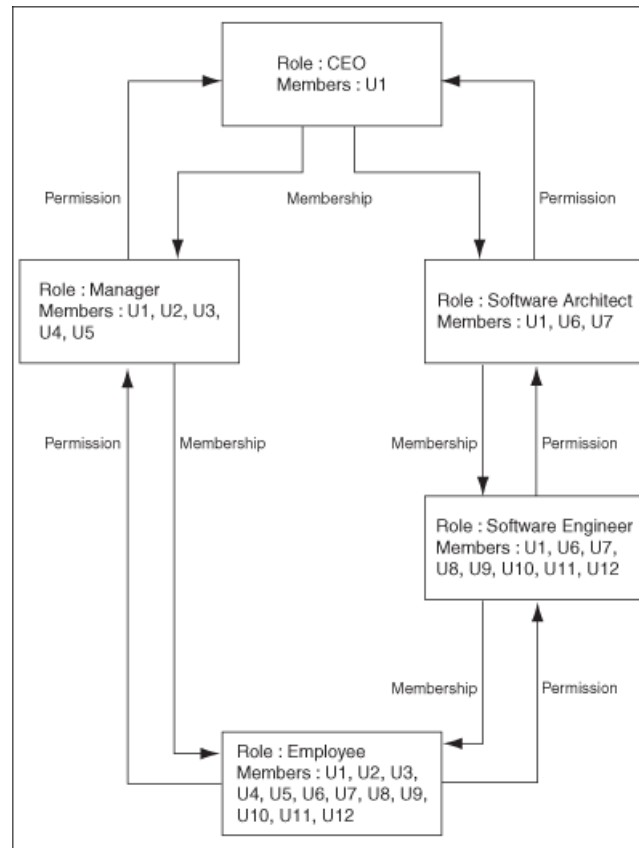 Role : CEO
Members : U1
Permission
Membership
Permission
Role : Manager
Members : U1, U2, U3,
U4, U5
Role : Software Architect
Members : U1, U6, U7
Permission
Membership
Membership
Permission
Role : Software Engineer
Members : U1, U6, U7,
U8, U9, U10, U11, U12
Membership
Permission
Role : Employee
Members : U1, U2, U3,
U4, U5, U6, U7, U8, U9,
U10, U11, U12